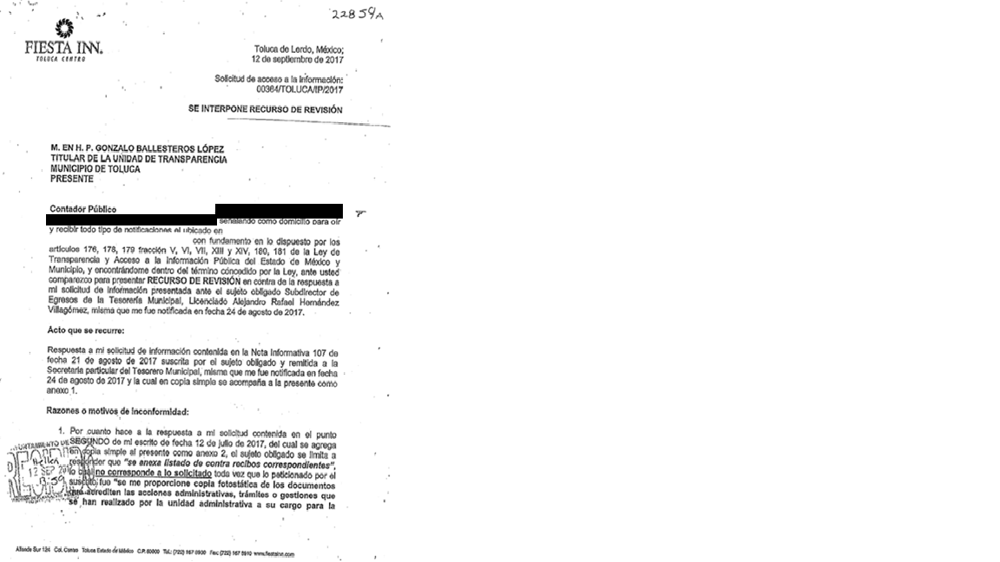 22859A
FIESTA INN.
TOLUCA CENTRO
Toluca de Lerdo, México;
12 de septiembre de 2017
Solicitud de acceso a la Información:
00364/TOLUCA/IP/2017
SE INTERPONE RECURSO DE REVISIÓN
M. EN H. P. GONZALO BALLESTEROS LÓPEZ
TITULAR DE LA UNIDAD DE TRANSPARENCIA
MUNICIPIO DE TOLUCA
PRESENTE
Contador Público
señalando como domicilio para oír
y recibir todo tipo de notificaciones el ubicado en
con fundamento en lo dispuesto por los
artículos 176, 178, 179 fracción V, VI, VII, XIII y XIV, 180, 181 de la Ley de
Transparencia y Acceso a la Información Pública del Estado de México y
Municipio, y encontrándome dentro del término concedido por la Ley, ante usted
comparezco para presentar RECURSO DE REVISIÓN en contra de la respuesta a
mi solicitud de información presentada ante el sujeto obligado Subdirector de
Egresos de la Tesorería Municipal, Licenciado Alejandro Rafael Hernández
Villagómez, misma que me fue notificada en fecha 24 de agosto de 2017.
Acto que se recurre:
Respuesta a mi solicitud de información contenida en la Nota Informativa 107 de
fecha 21 de agosto de 2017 suscrita por el sujeto obligado y remitida a la
Secretaria particular del Tesorero Municipal, misma que me fue notificada en fecha
24 de agosto de 2017 y la cual en copia simple se acompaña a la presente como
anexo 1.
Razones o motivos de inconformidad:
1. Por cuanto hace a la respuesta a mi solicitud contenida en el punto
SEGUNDO de mi escrito de fecha 12 de julio de 2017, del cual se agrega
en copia simple al presente como anexo 2, el sujeto obligado se limita a
responder que "se anexa listado de contra recibos correspondientes",
lo cual no corresponde a lo solicitado toda vez que lo peticionado por el
suscrito fue "se me proporcione copia fotostática de los documentos
que acrediten las acciones administrativas, trámites o gestiones que
se han realizado por la unidad administrativa a su cargo para la
12 SEP
Allende Sur 124 Col. Centro Toluca Estado de México C.P. 50000 Tel.: (722) 167 8900 Fax: (722) 167 8910 www.fiestainn.com